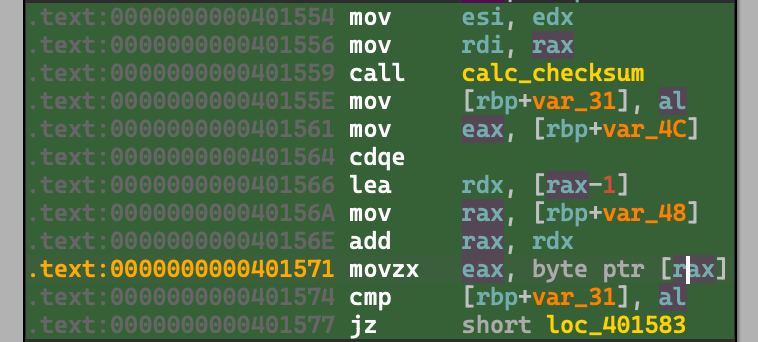 .text:0000000000401554 mov     esi, edx
.text:0000000000401556 mov     rdi, rax
.text:0000000000401559 call    calc_checksum
.text:000000000040155E mov     [rbp+var_31], al
.text:0000000000401561 mov     eax, [rbp+var_4C]
.text:0000000000401564 cdqe
.text:0000000000401566 lea     rdx, [rax-1]
.text:000000000040156A mov     rax, [rbp+var_48]
.text:000000000040156E add     rax, rdx
.text:0000000000401571 movzx   eax, byte ptr [rax]
.text:0000000000401574 cmp     [rbp+var_31], al
.text:0000000000401577 jz      short loc_401583